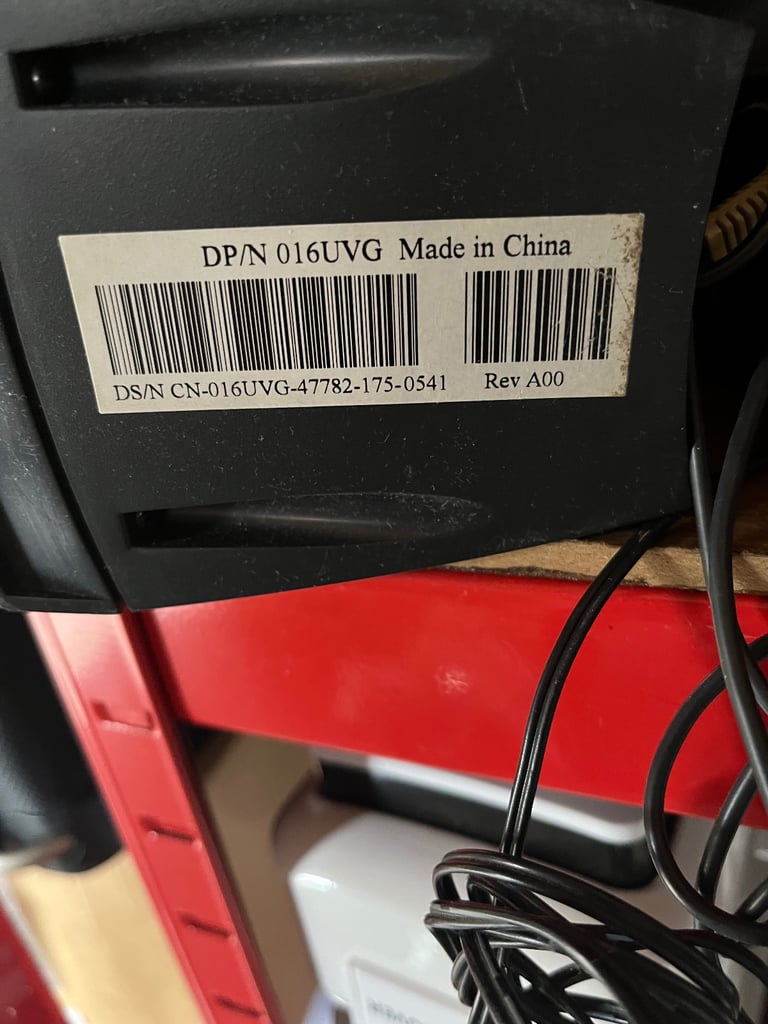 DP/N 016UVG Made in China
DS/N CN-016UVG-47782-175-0541 Rev A00